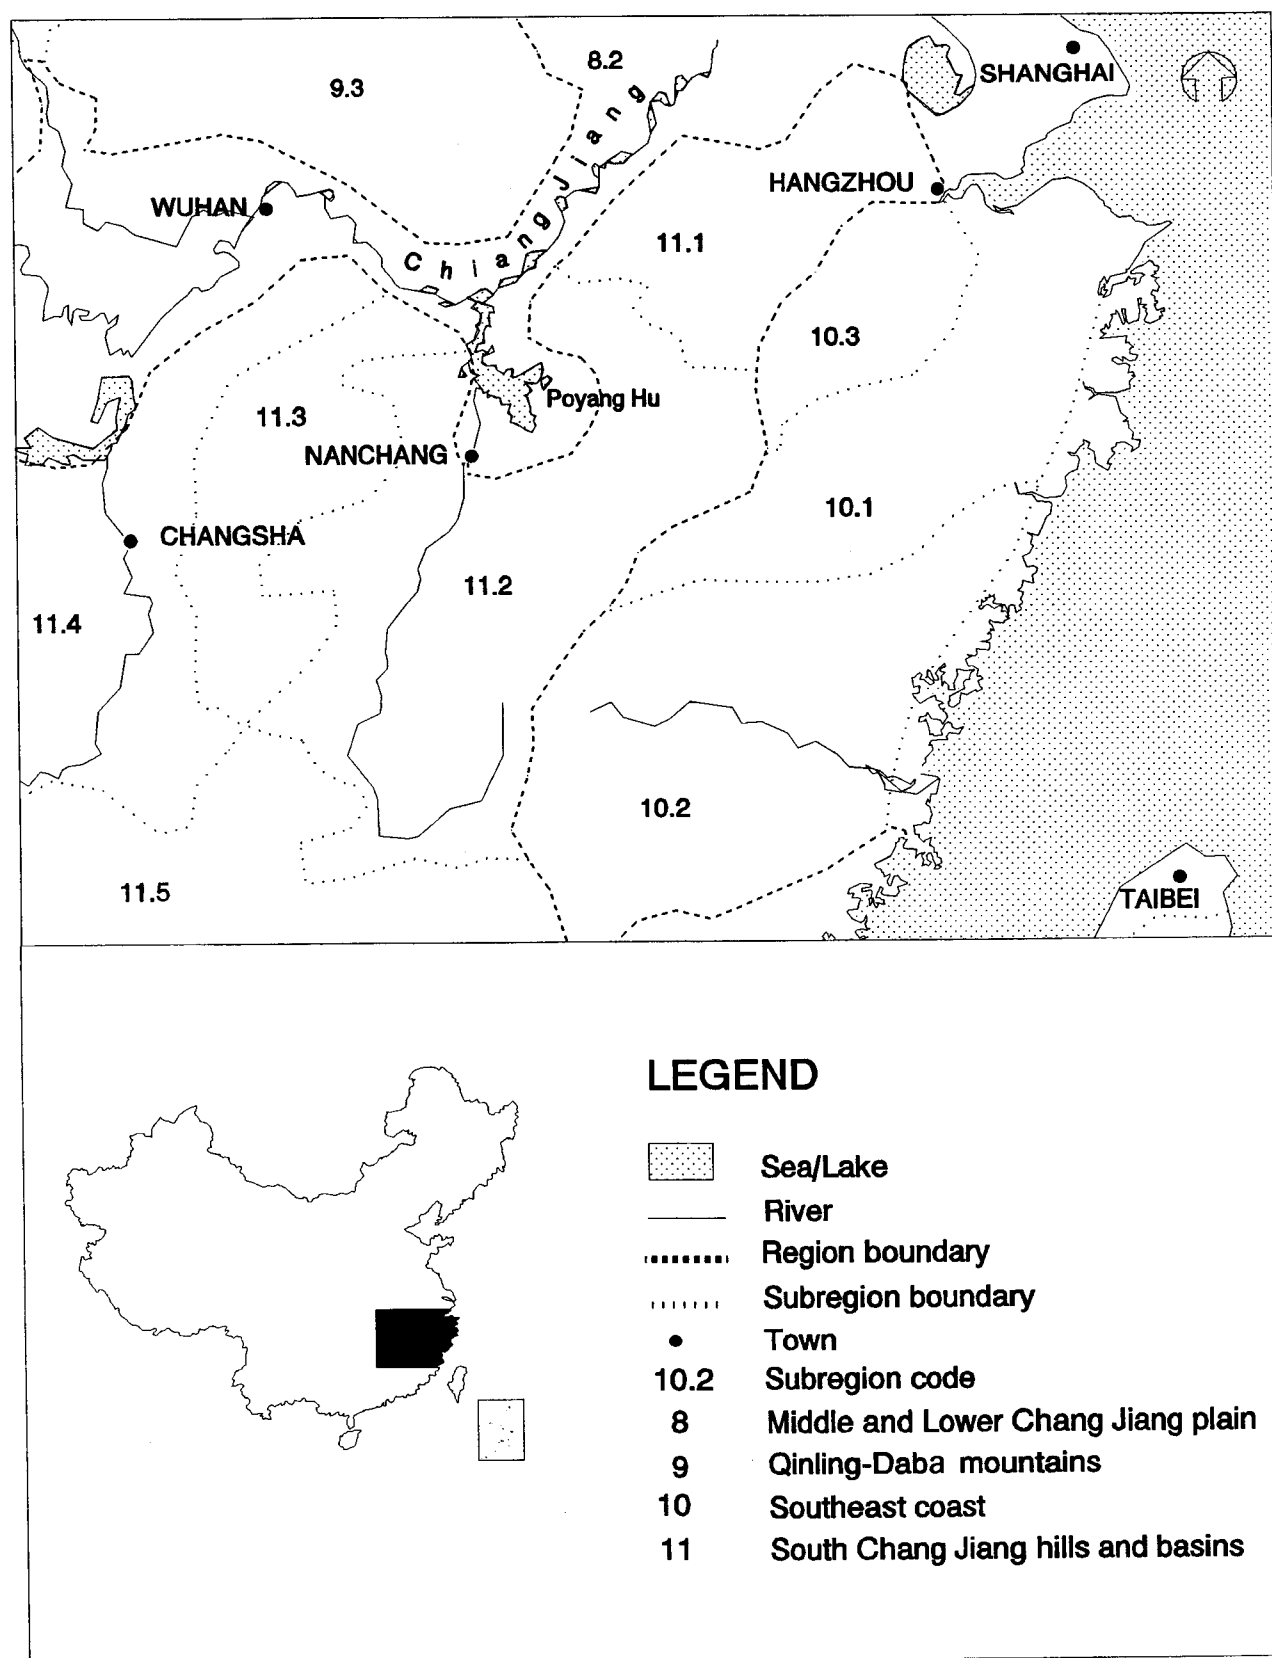 9.3
8.2
SHANGHAI
Chiang Jiang
HANGZHOU
WUHAN
11.1
10.3
Poyang Hu
11.3
NANCHANG
10.1
CHANGSHA
11.2
11.4
10.2
11.5
TAIBEI
LEGEND
Sea/Lake
River
Region boundary
Subregion boundary
Town
10.2 Subregion code
8 Middle and Lower Chang Jiang plain
9 Qinling-Daba mountains
10 Southeast coast
11 South Chang Jiang hills and basins